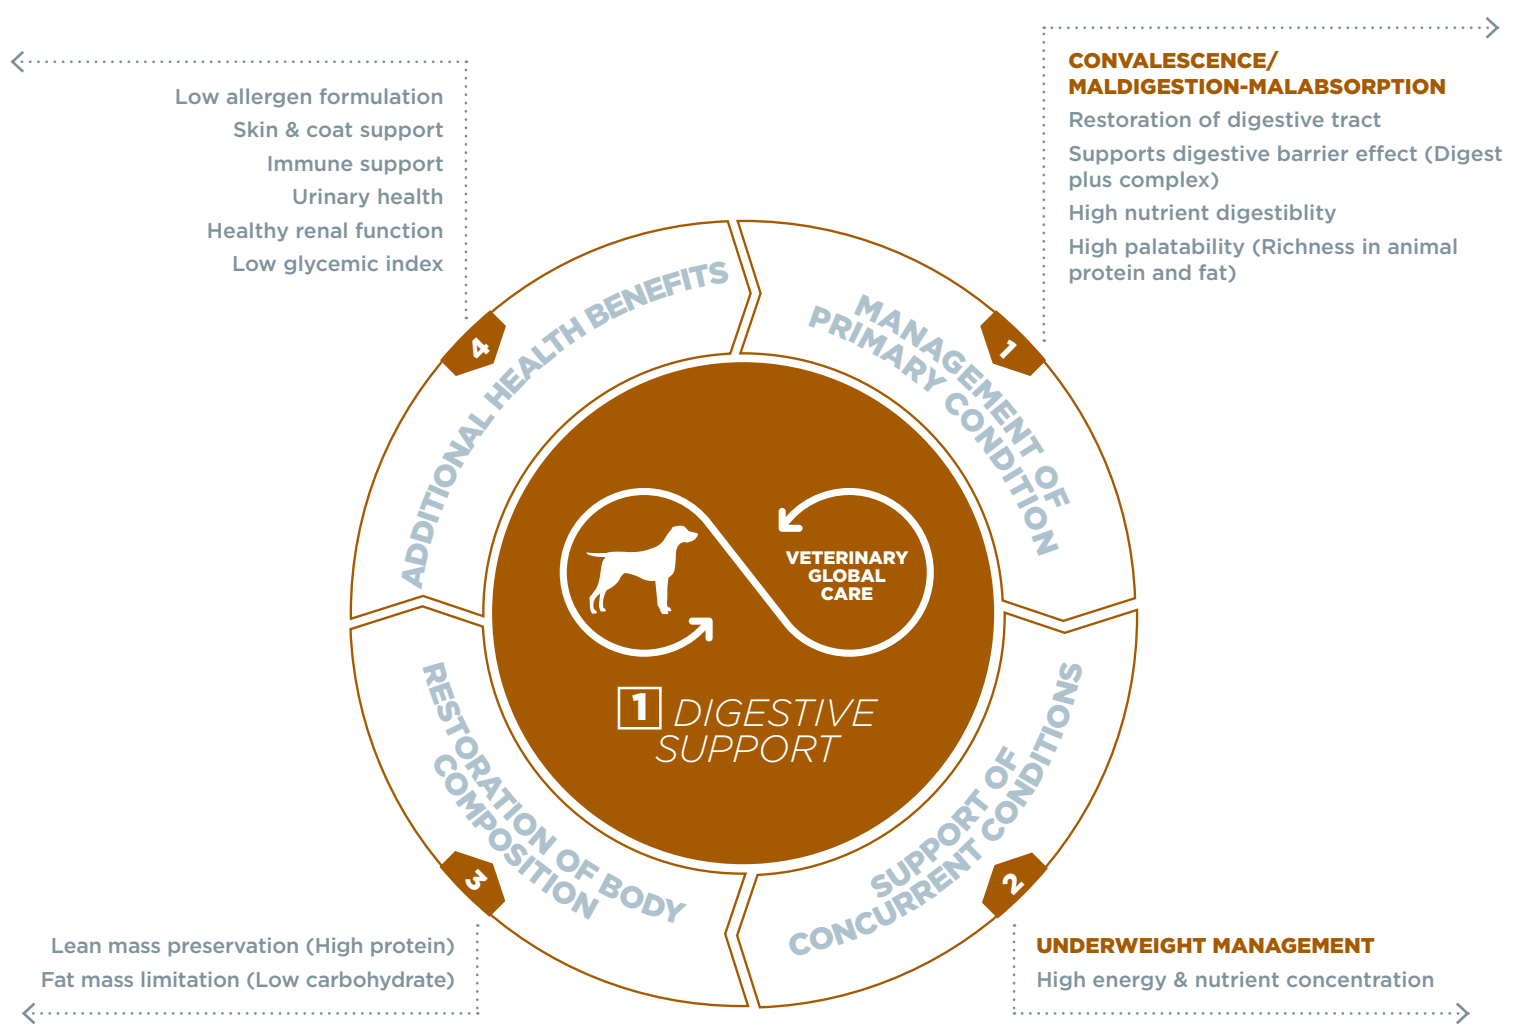 Low allergen formulation
Skin & coat support
Immune support
Urinary health
Healthy renal function
Low glycemic index
CONVALESCENCE/
MALDIGESTION-MALABSORPTION
Restoration of digestive tract
Supports digestive barrier effect (Digest
plus complex)
High nutrient digestiblity
High palatability (Richness in animal
protein and fat)
4
ADDITIONAL HEALTH BENEFITS
1
MANAGEMENT OF
PRIMARY CONDITION
VETERINARY
GLOBAL
CARE
1 DIGESTIVE
SUPPORT
3
RESTORATION OF BODY
COMPOSITION
2
SUPPORT OF
CONCURRENT CONDITIONS
Lean mass preservation (High protein)
Fat mass limitation (Low carbohydrate)
UNDERWEIGHT MANAGEMENT
High energy & nutrient concentration